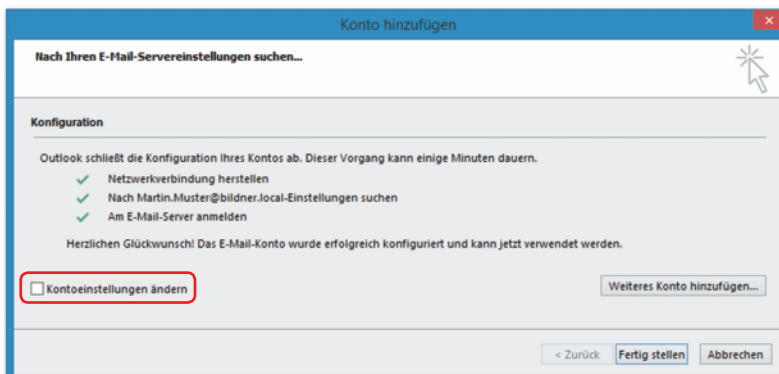 Konto hinzufügen
Nach Ihren E-Mail-Servereinstellungen suchen...
Konfiguration
Outlook schließt die Konfiguration Ihres Kontos ab. Dieser Vorgang kann einige Minuten dauern.
Netzwerkverbindung herstellen
Nach Martin.Muster@bildner.local-Einstellungen suchen
Am E-Mail-Server anmelden
Herzlichen Glückwunsch! Das E-Mail-Konto wurde erfolgreich konfiguriert und kann jetzt verwendet werden.
Kontoeinstellungen ändern
Weiteres Konto hinzufügen...
< Zurück Fertig stellen Abbrechen